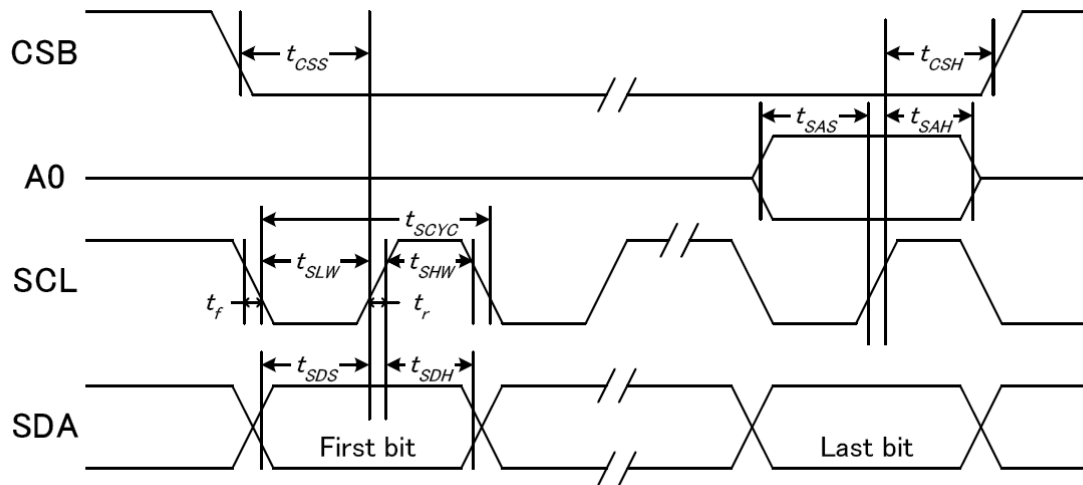 CSB
tCSS
tCSH
A0
tSAS
tSAH
SCL
tSCYC
tSLW
tSHW
tf
tr
SDA
tSDS
tSDH
First bit
Last bit